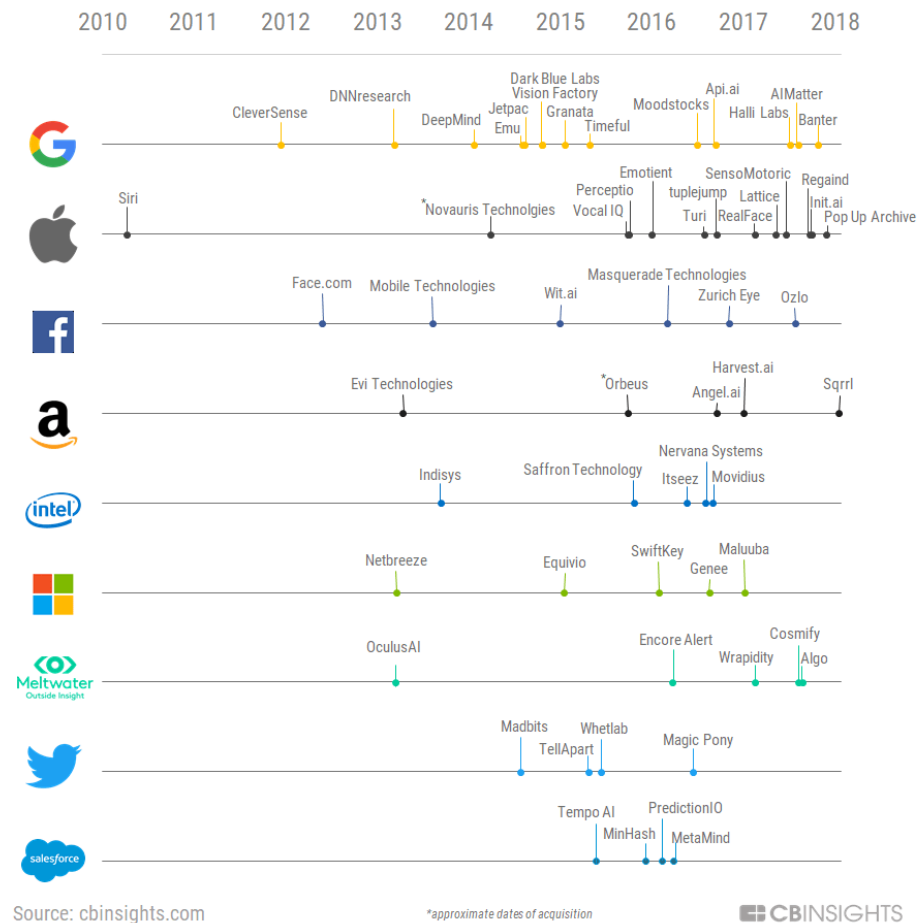 2010 2011 2012 2013 2014 2015 2016 2017 2018
CleverSense
DNNresearch
DeepMind
Jetpac
Emu
Dark Blue Labs
Vision Factory
Granata
Timeful
Moodstocks
Api.ai
Halli Labs
AIMatter
Banter
Siri
*Novauris Technolgies
Perceptio
Vocal IQ
Emotient
Turi
tuplejump
RealFace
Lattice
SensoMotoric
Regaind
Init.ai
Pop Up Archive
Face.com
Mobile Technologies
Wit.ai
Masquerade Technologies
Zurich Eye
Ozlo
a
Evi Technologies
*Orbeus
Angel.ai
Harvest.ai
Sqrrl
intel
Indisys
Saffron Technology
Itseez
Nervana Systems
Movidius
Netbreeze
Equivio
SwiftKey
Genee
Maluuba
Meltwater
Outside Insight
OculusAI
Encore Alert
Wrapidity
Cosmify
Algo
Madbits
TellApart
Whetlab
Magic Pony
salesforce
Tempo AI
MinHash
PredictionIO
MetaMind
Source: cbinsights.com
*approximate dates of acquisition
CBINSIGHTS